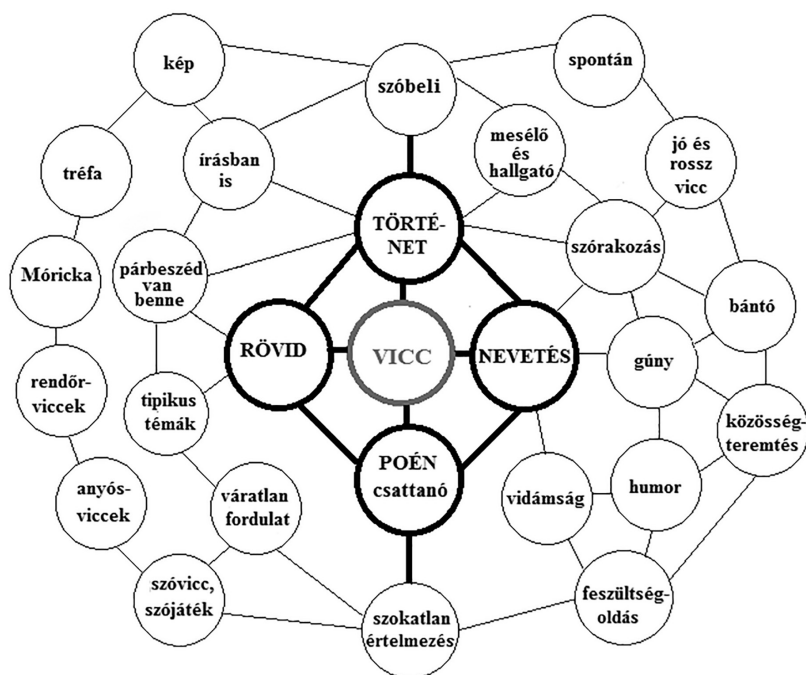 kép
szóbeli
spontán
írásban
is
mesélő
és
hallgató
jó és
rossz
vicc
tréfa
TÖRTÉ-
NET
szórakozás
Móricka
párbeszéd
van
benne
bántó
RÖVID
VICC
NEVETÉS
gúny
rendőr-
viccek
tipikus
témák
közösség-
teremtés
anyós-
viccek
váratlan
fordulat
POÉN
csattanó
vidámság
humor
szóvicc,
szójáték
szokatlan
értelmezés
feszültség-
oldás